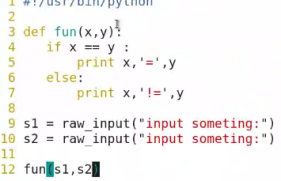 1 #!/usr/bin/python
2
3 def fun(x,y):
4     if x == y :
5         print x,'=',y
6     else:
7         print x,'!=',y
8
9 s1 = raw_input("input someting:")
10 s2 = raw_input("input someting:")
11
12 fun(s1,s2)